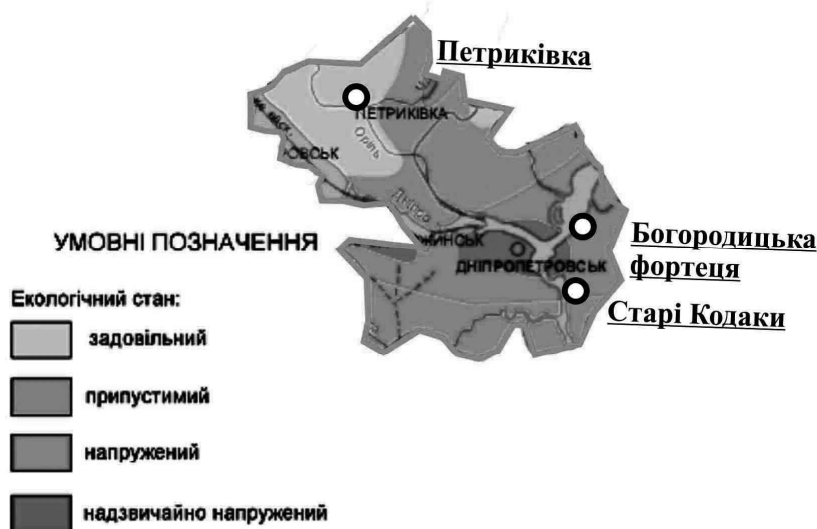 Петриківка
ПЕТРИКІВКА
Оріль
ОВСЬК
Дніпро
УМОВНІ ПОЗНАЧЕННЯ
ЖИНСЬК
Богородицька
фортеця
ДНІПРОПЕТРОВСЬК
Старі Кодаки
Екологічний стан:
задовільний
припустимий
напружений
надзвичайно напружений